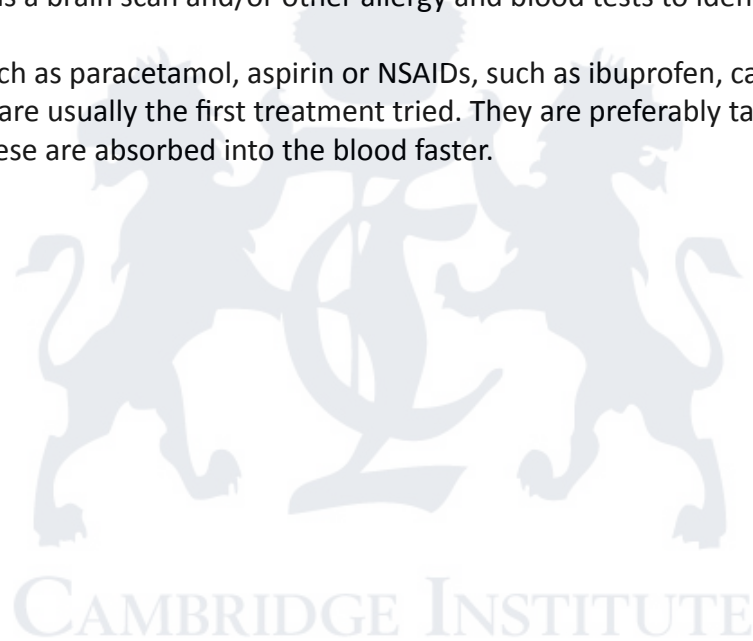 s a brain scan and/or other allergy and blood tests to iden
ch as paracetamol, aspirin or NSAIDs, such as ibuprofen, ca
are usually the first treatment tried. They are preferably ta
ese are absorbed into the blood faster.
CAMBRIDGE INSTITUTE